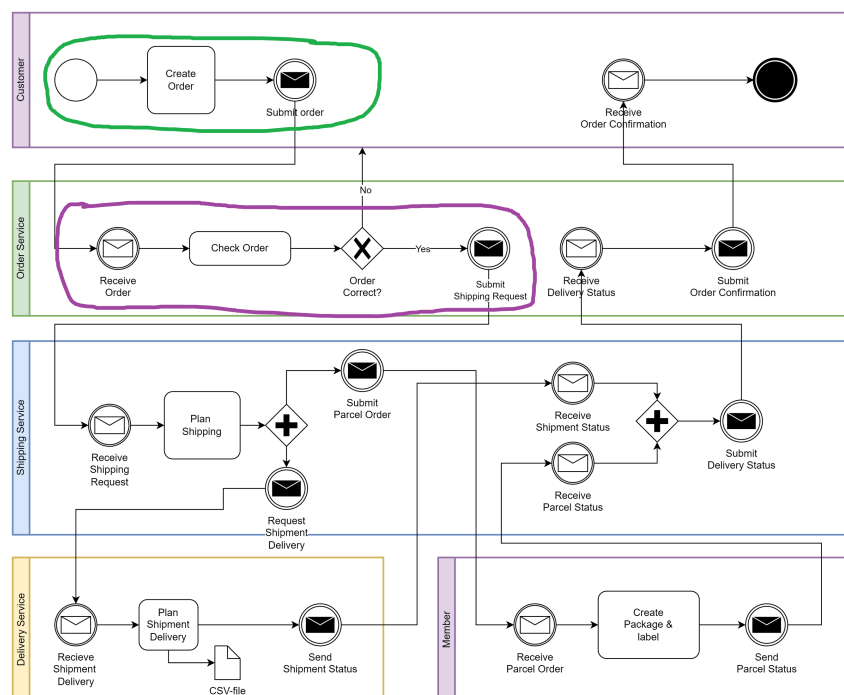 Customer
Create
Order
Submit order
Receive
Order Confirmation
No
Order Service
Receive
Order
Check Order
Order
Correct?
Yes
Submit
Shipping Request
Receive
Delivery Status
Submit
Order Confirmation
Shipping Service
Receive
Shipping
Request
Plan
Shipping
Submit
Parcel Order
Request
Shipment
Delivery
Receive
Shipment Status
Receive
Parcel Status
Submit
Delivery Status
Delivery Service
Recieve
Shipment
Delivery
Plan
Shipment
Delivery
CSV-file
Send
Shipment Status
Member
Receive
Parcel Order
Create
Package &
label
Send
Parcel Status